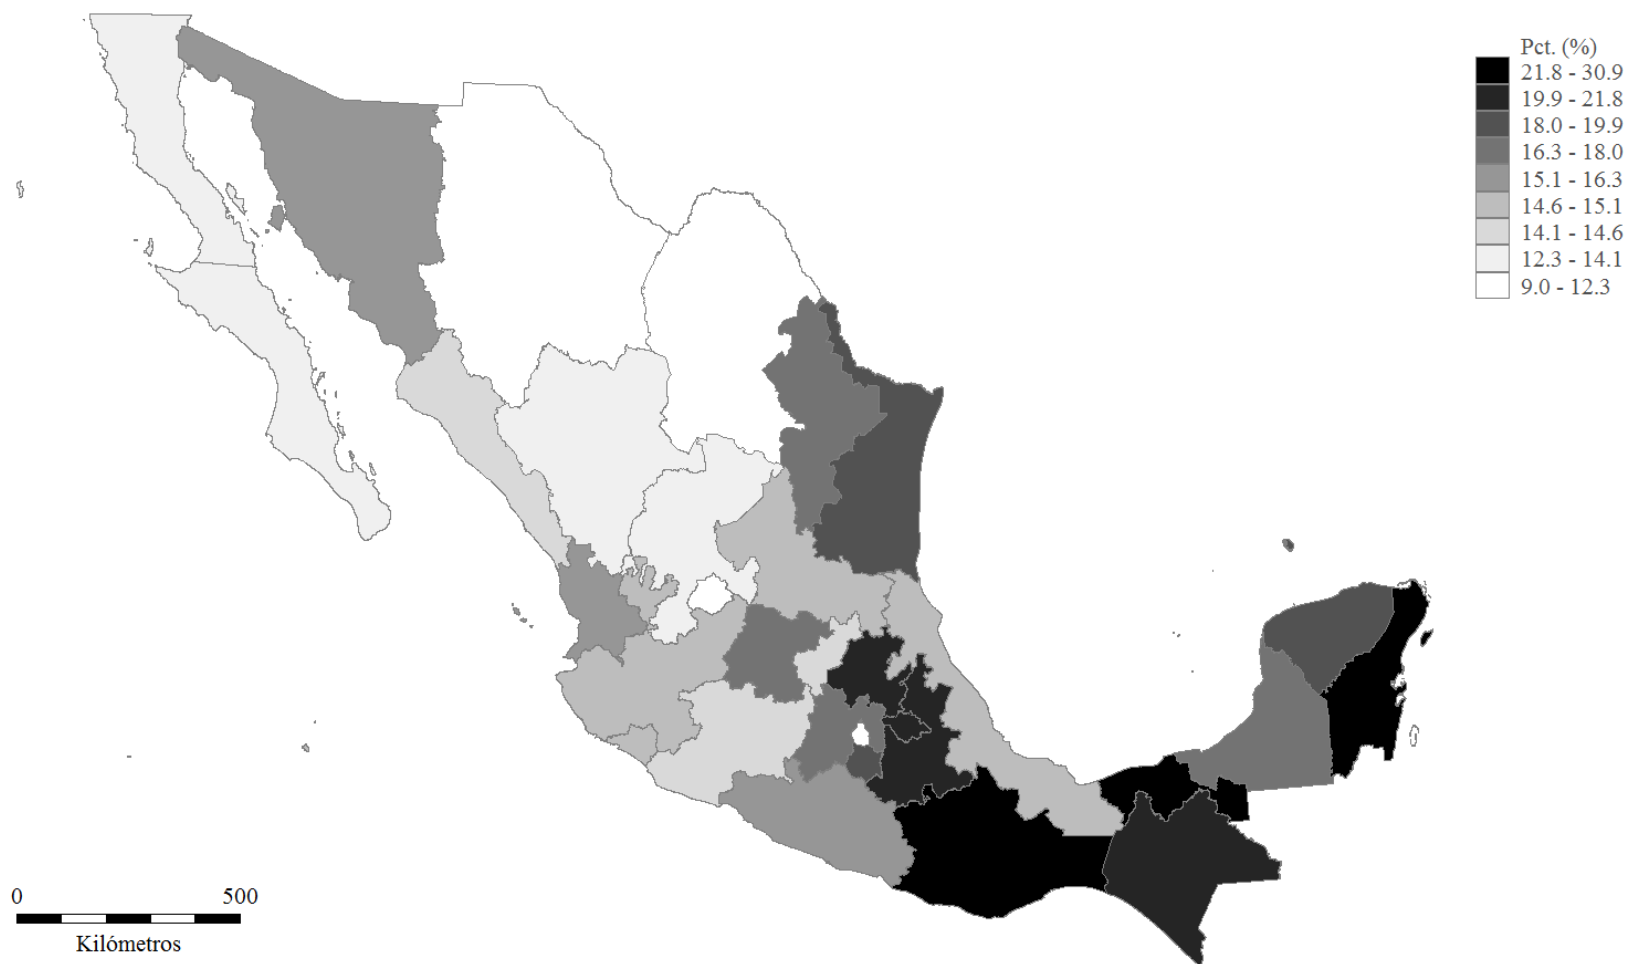 Pct. (%)
21.8 - 30.9
19.9 - 21.8
18.0 - 19.9
16.3 - 18.0
15.1 - 16.3
14.6 - 15.1
14.1 - 14.6
12.3 - 14.1
9.0 - 12.3
0 500
Kilómetros